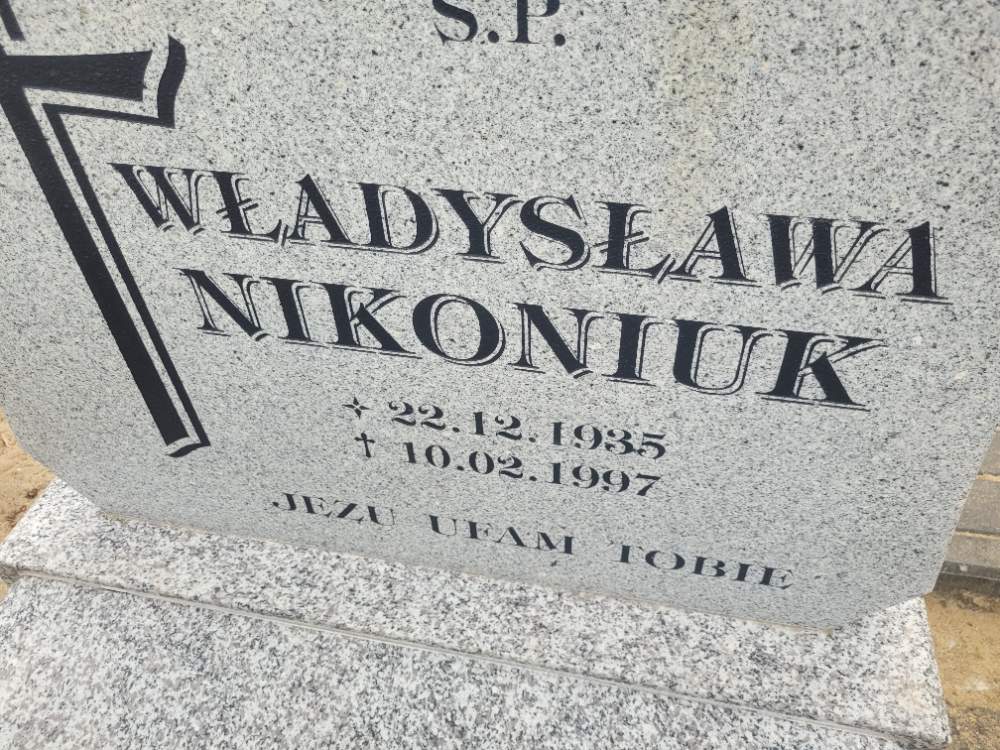 S.P.
WŁADYSŁAWA
NIKONIUK
22.12.1935
† 10.02.1997
JEZU UFAM TOBIE